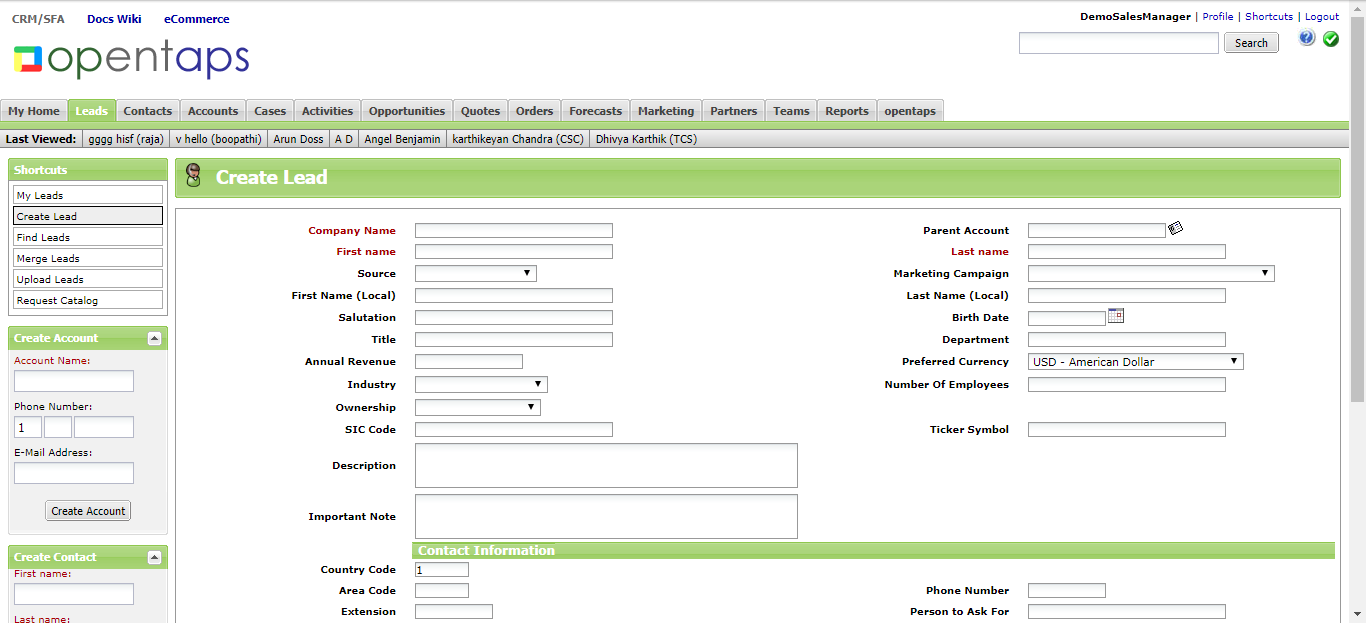 CRM/SFA Docs Wiki eCommerce
DemoSalesManager | Profile | Shortcuts | Logout
opentaps
Search
My Home Leads Contacts Accounts Cases Activities Opportunities Quotes Orders Forecasts Marketing Partners Teams Reports opentaps
Last Viewed: gggg hisf (raja) v hello (boopathi) Arun Doss A D Angel Benjamin karthikeyan Chandra (CSC) Dhivya Karthik (TCS)
Shortcuts
My Leads
Create Lead
Find Leads
Merge Leads
Upload Leads
Request Catalog
Create Account
Account Name:
Phone Number:
1
E-Mail Address:
Create Account
Create Contact
First name:
Last name:
Create Lead
Company Name Parent Account
First name Last name
Source Marketing Campaign
First Name (Local) Last Name (Local)
Salutation Birth Date
Title Department
Annual Revenue Preferred Currency USD - American Dollar
Industry Number Of Employees
Ownership
SIC Code Ticker Symbol
Description
Important Note
Contact Information
Country Code 1
Area Code Phone Number
Extension Person to Ask For